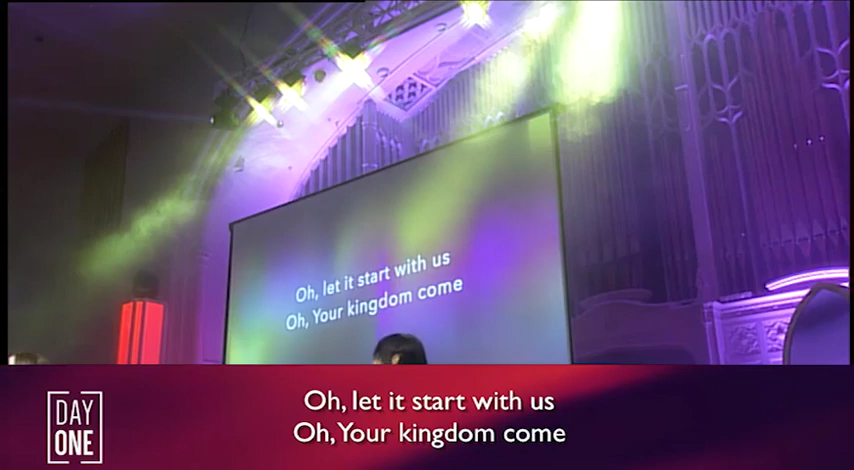 Oh, let it start with us
Oh, Your kingdom come
Oh, let it start with us
Oh, Your kingdom come
DAY
ONE